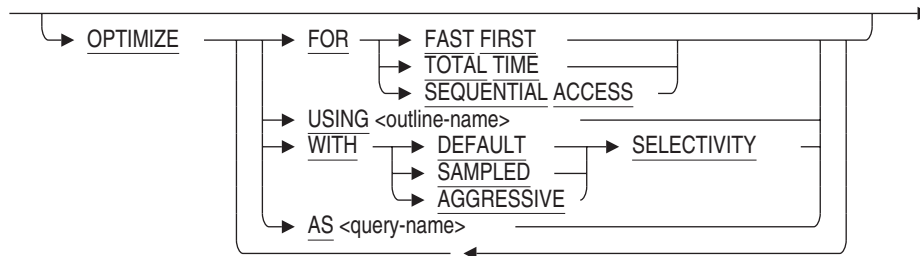 OPTIMIZE FOR FAST FIRST
TOTAL TIME
SEQUENTIAL ACCESS
USING <outline-name>
WITH DEFAULT SELECTIVITY
SAMPLED
AGGRESSIVE
AS <query-name>